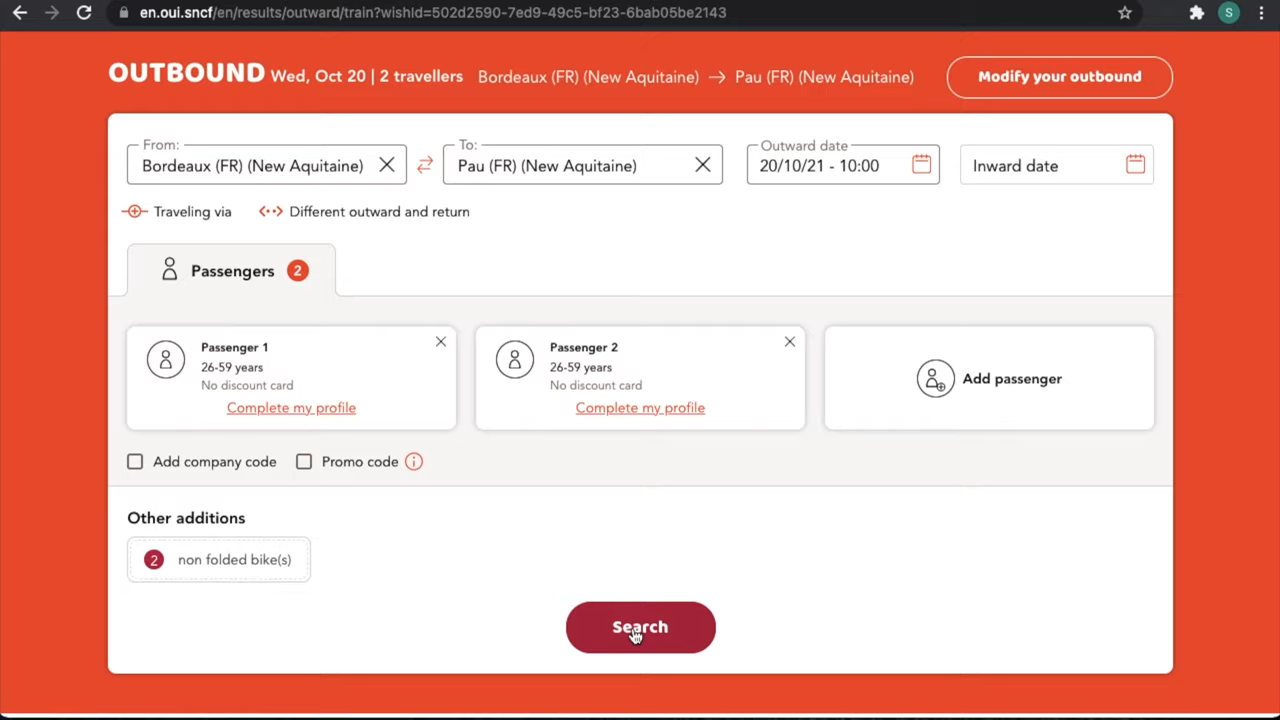 en.oui.sncf/en/results/outward/train?wishId=502d2590-7ed9-49c5-bf23-6bab05be2143
S
OUTBOUND Wed, Oct 20 | 2 travellers Bordeaux (FR) (New Aquitaine) → Pau (FR) (New Aquitaine) Modify your outbound
From: To: Outward date
Bordeaux (FR) (New Aquitaine) Pau (FR) (New Aquitaine) 20/10/21 - 10:00 Inward date
Traveling via Different outward and return
Passengers 2
Passenger 1
26-59 years
No discount card
Complete my profile
Passenger 2
26-59 years
No discount card
Complete my profile
Add passenger
Add company code Promo code
Other additions
2 non folded bike(s)
Search